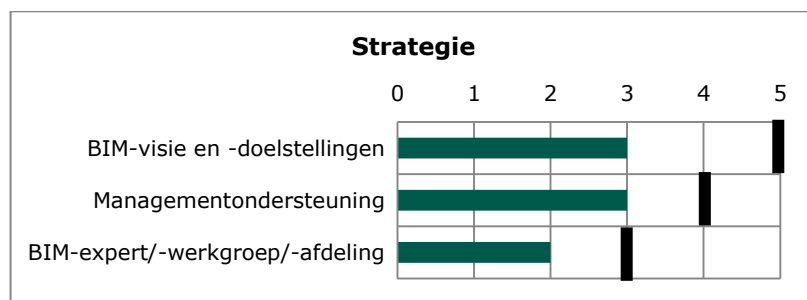 Strategie
0 1 2 3 4 5
BIM-visie en -doelstellingen
Managementondersteuning
BIM-expert/-werkgroep/-afdeling